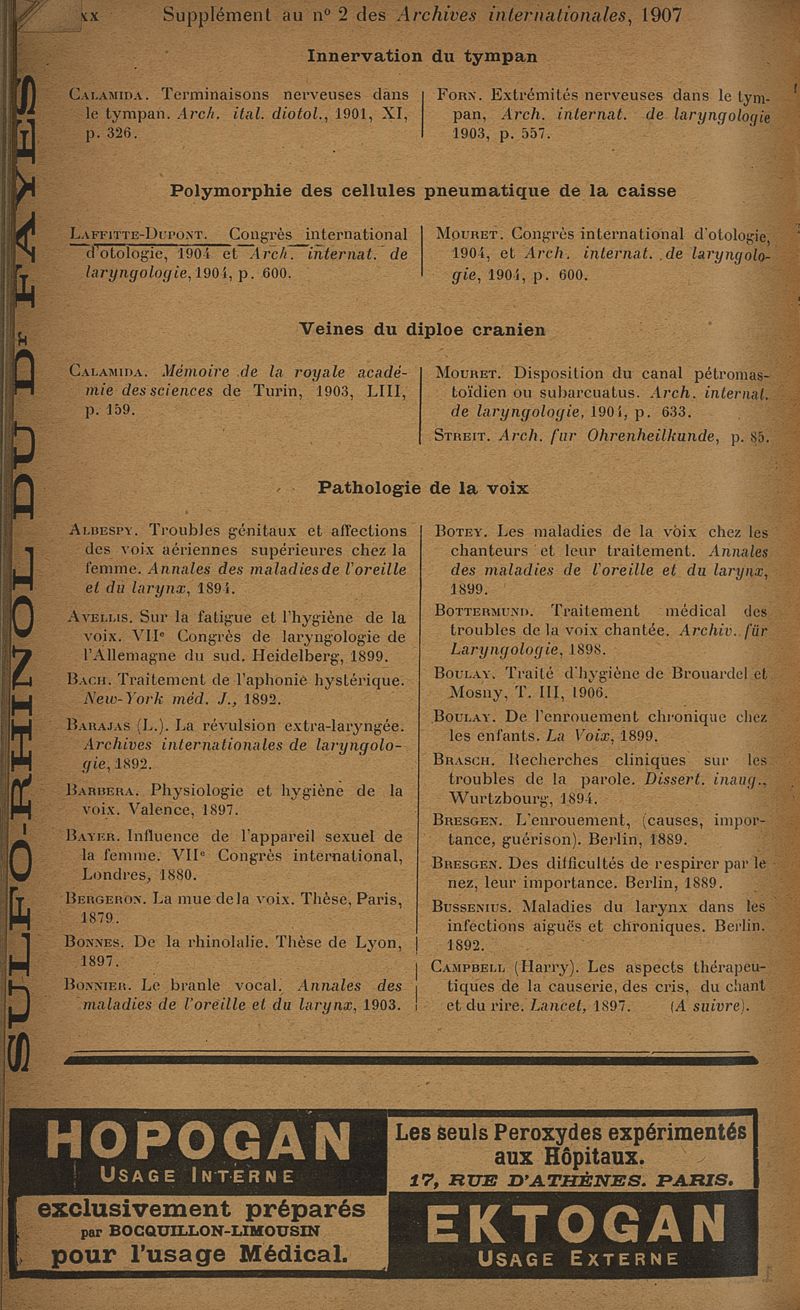 xx Supplément au nº 2 des Archives internationales, 1907
Innervation du tympan
CALAMIDA. Terminaisons nerveuses dans
le tympan. Arch. ital. diotol., 1901, XI,
p. 326.
FORN. Extrémités nerveuses dans le tym-
pan, Arch. internat. de laryngologie
1903, p. 557.
Polymorphie des cellules pneumatique de la caisse
LAFFITTE-DUPONT. Congrès international
d'otologie, 1904 et Arch. internat. de
laryngologie, 1904, p. 600.
MOURET. Congrès international d'otologie,
1904, et Arch. internat. de laryngolo-
gie, 1904, p. 600.
Veines du diploe cranien
CALAMIDA. Mémoire de la royale acadé-
mie des sciences de Turin, 1903, LIII,
p. 159.
MOURET. Disposition du canal pétromas-
toïdien ou subarcuatus. Arch. internat.
de laryngologie, 1904, p. 633.
STREIT. Arch. fur Ohrenheilkunde, p. 85.
Pathologie de la voix
ALBESPY. Troubles génitaux et affections
des voix aériennes supérieures chez la
femme. Annales des maladies de l'oreille
et du larynx, 1894.
AVELLIS. Sur la fatigue et l'hygiène de la
voix. VIIe Congrès de laryngologie de
l'Allemagne du sud. Heidelberg, 1899.
BACH. Traitement de l'aphonie hystérique.
New-York méd. J., 1892.
BARAJAS (L.). La révulsion extra-laryngée.
Archives internationales de laryngolo-
gie, 1892.
BARBERA. Physiologie et hygiène de la
voix. Valence, 1897.
BAYER. Influence de l'appareil sexuel de
la femme. VIIe Congrès international,
Londres, 1880.
BERGERON. La mue de la voix. Thèse, Paris,
1879.
BONNES. De la rhinolalie. Thèse de Lyon,
1897.
BONNIER. Le branle vocal. Annales des
maladies de l'oreille et du larynx, 1903.
BOTEY. Les maladies de la voix chez les
chanteurs et leur traitement. Annales
des maladies de l'oreille et du larynx,
1899.
BOTTERMUND. Traitement médical des
troubles de la voix chantée. Archiv. für
Laryngologie, 1898.
BOULAY. Traité d'hygiène de Brouardel et
Mosny, T. III, 1906.
BOULAY. De l'enrouement chronique chez
les enfants. La Voix, 1899.
BRASCH. Recherches cliniques sur les
troubles de la parole. Dissert. inaug.,
Wurtzbourg, 1894.
BRESGEN. L'enrouement, (causes, impor-
tance, guérison). Berlin, 1889.
BRESGEN. Des difficultés de respirer par le
nez, leur importance. Berlin, 1889.
BUSSENIUS. Maladies du larynx dans les
infections aiguës et chroniques. Berlin.
1892.
CAMPBELL (Harry). Les aspects thérapeu-
tiques de la causerie, des cris, du chant
et du rire. Lancet, 1897. (A suivre).
SULFO-RHINOL DU Dr FAYES
HOPOGAN
USAGE INTERNE
exclusivement préparés
par BOCQUILLON-LIMOUSIN
pour l'usage Médical.
Les seuls Peroxydes expérimentés
aux Hôpitaux.
17, RUE D'ATHÈNES. PARIS.
EKTOGAN
USAGE EXTERNE